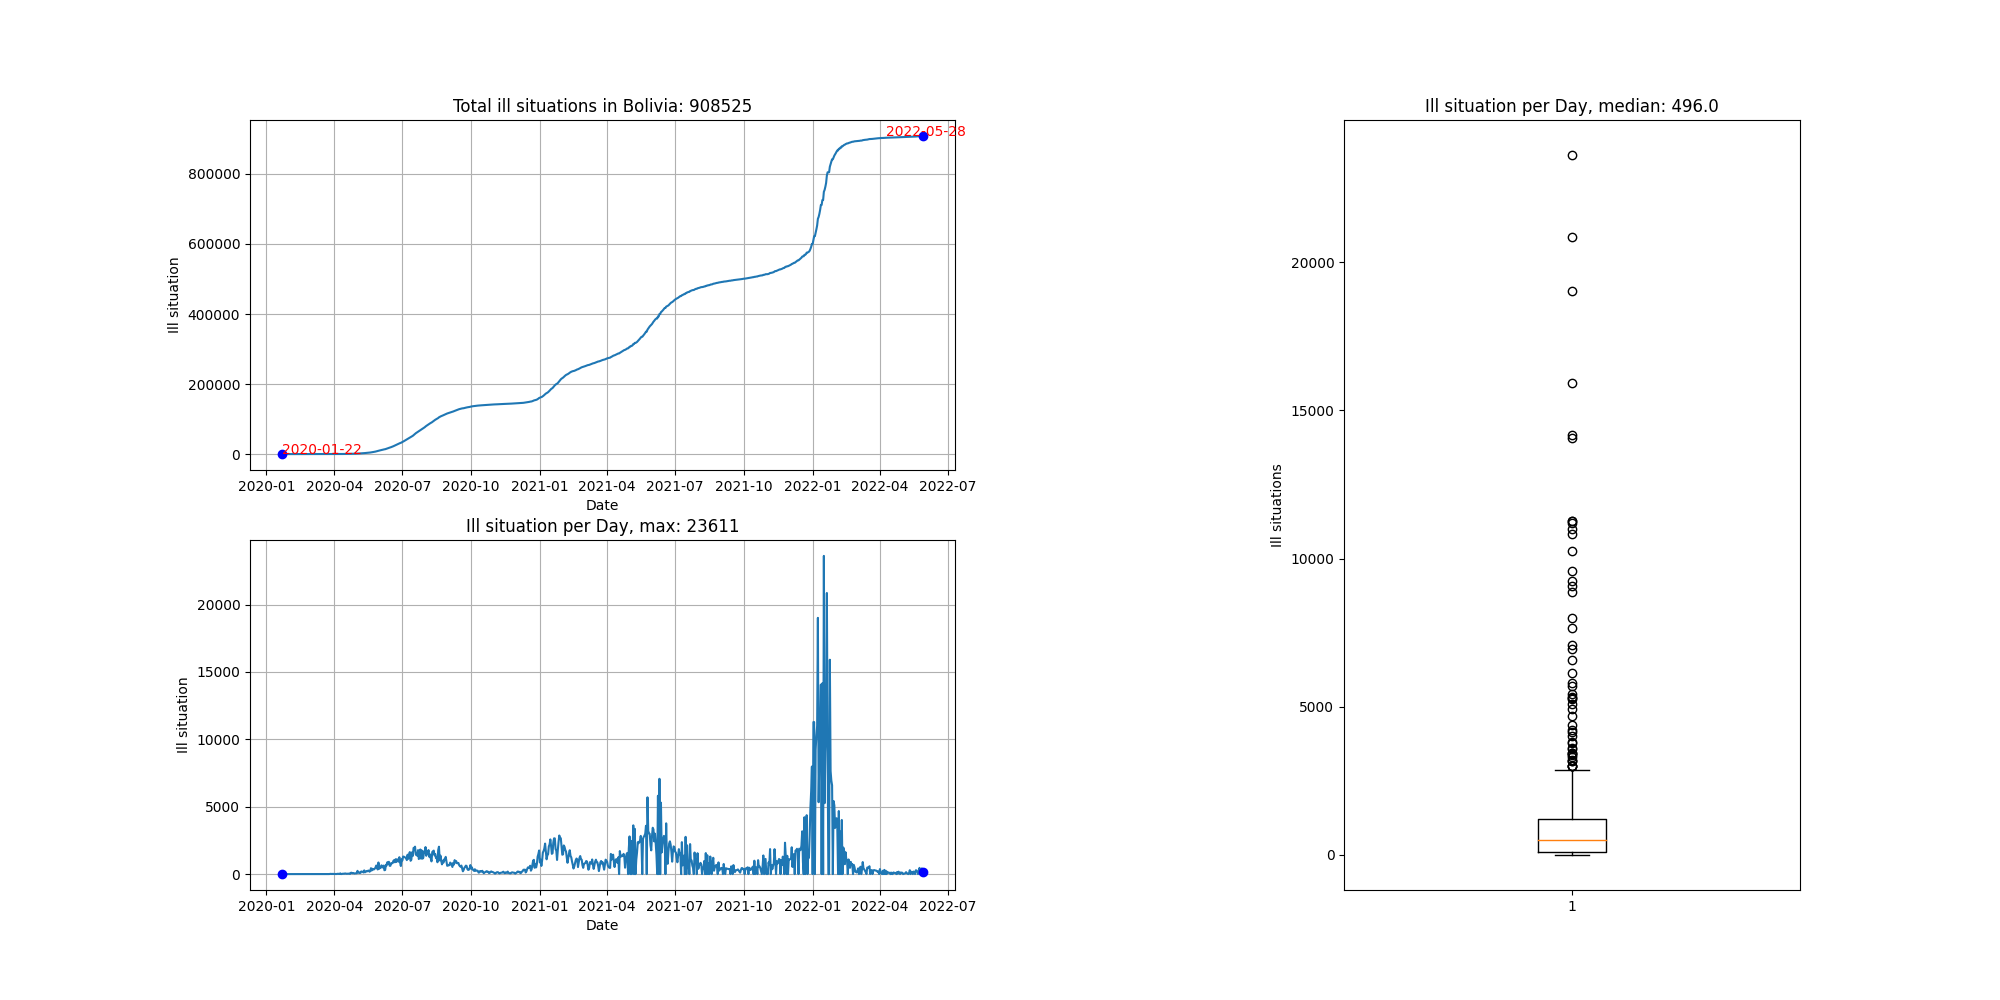 Total ill situations in Bolivia: 908525
2022-05-28
800000
600000
400000
200000
0
Ill situation
2020-01-22
2020-01 2020-04 2020-07 2020-10 2021-01 2021-04 2021-07 2021-10 2022-01 2022-04 2022-07
Date
Ill situation per Day, max: 23611
20000
15000
10000
5000
0
Ill situation
2020-01 2020-04 2020-07 2020-10 2021-01 2021-04 2021-07 2021-10 2022-01 2022-04 2022-07
Date
Ill situation per Day, median: 496.0
20000
15000
10000
5000
0
Ill situations
1